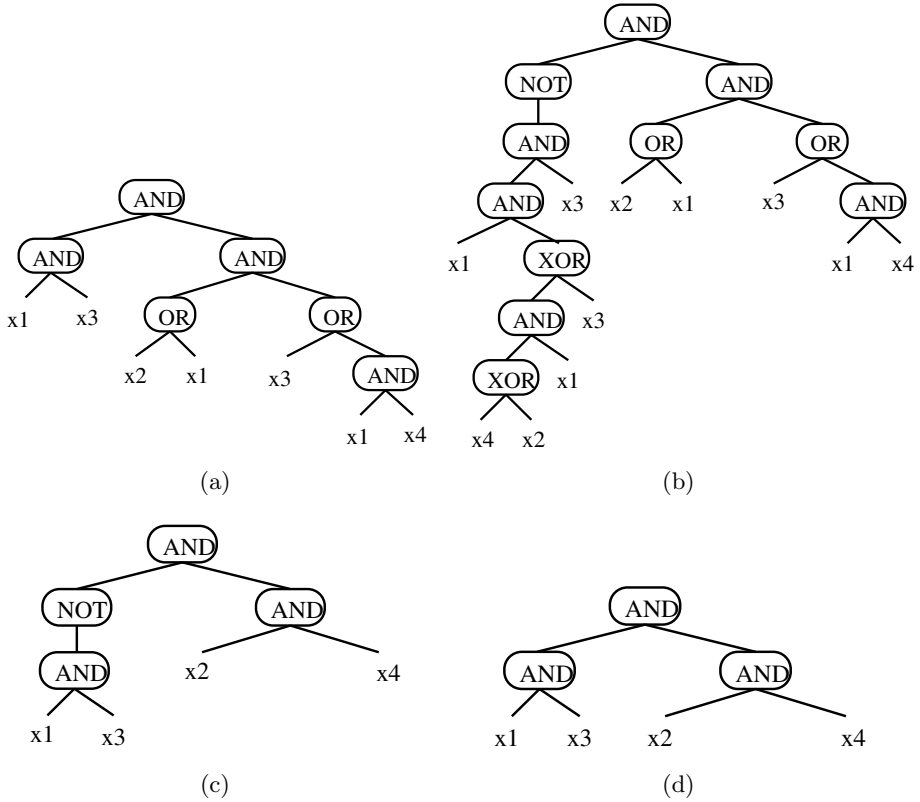 AND
NOT AND
AND OR OR
AND x3 x2 x1 x3 AND
x1 XOR x1 x4
AND x3
XOR x1
x4 x2
(b)
AND
AND AND
x1 x3 OR OR
x2 x1 x3 AND
x1 x4
(a)
AND
NOT AND
AND x2 x4
x1 x3
(c)
AND
AND AND
x1 x3 x2 x4
(d)